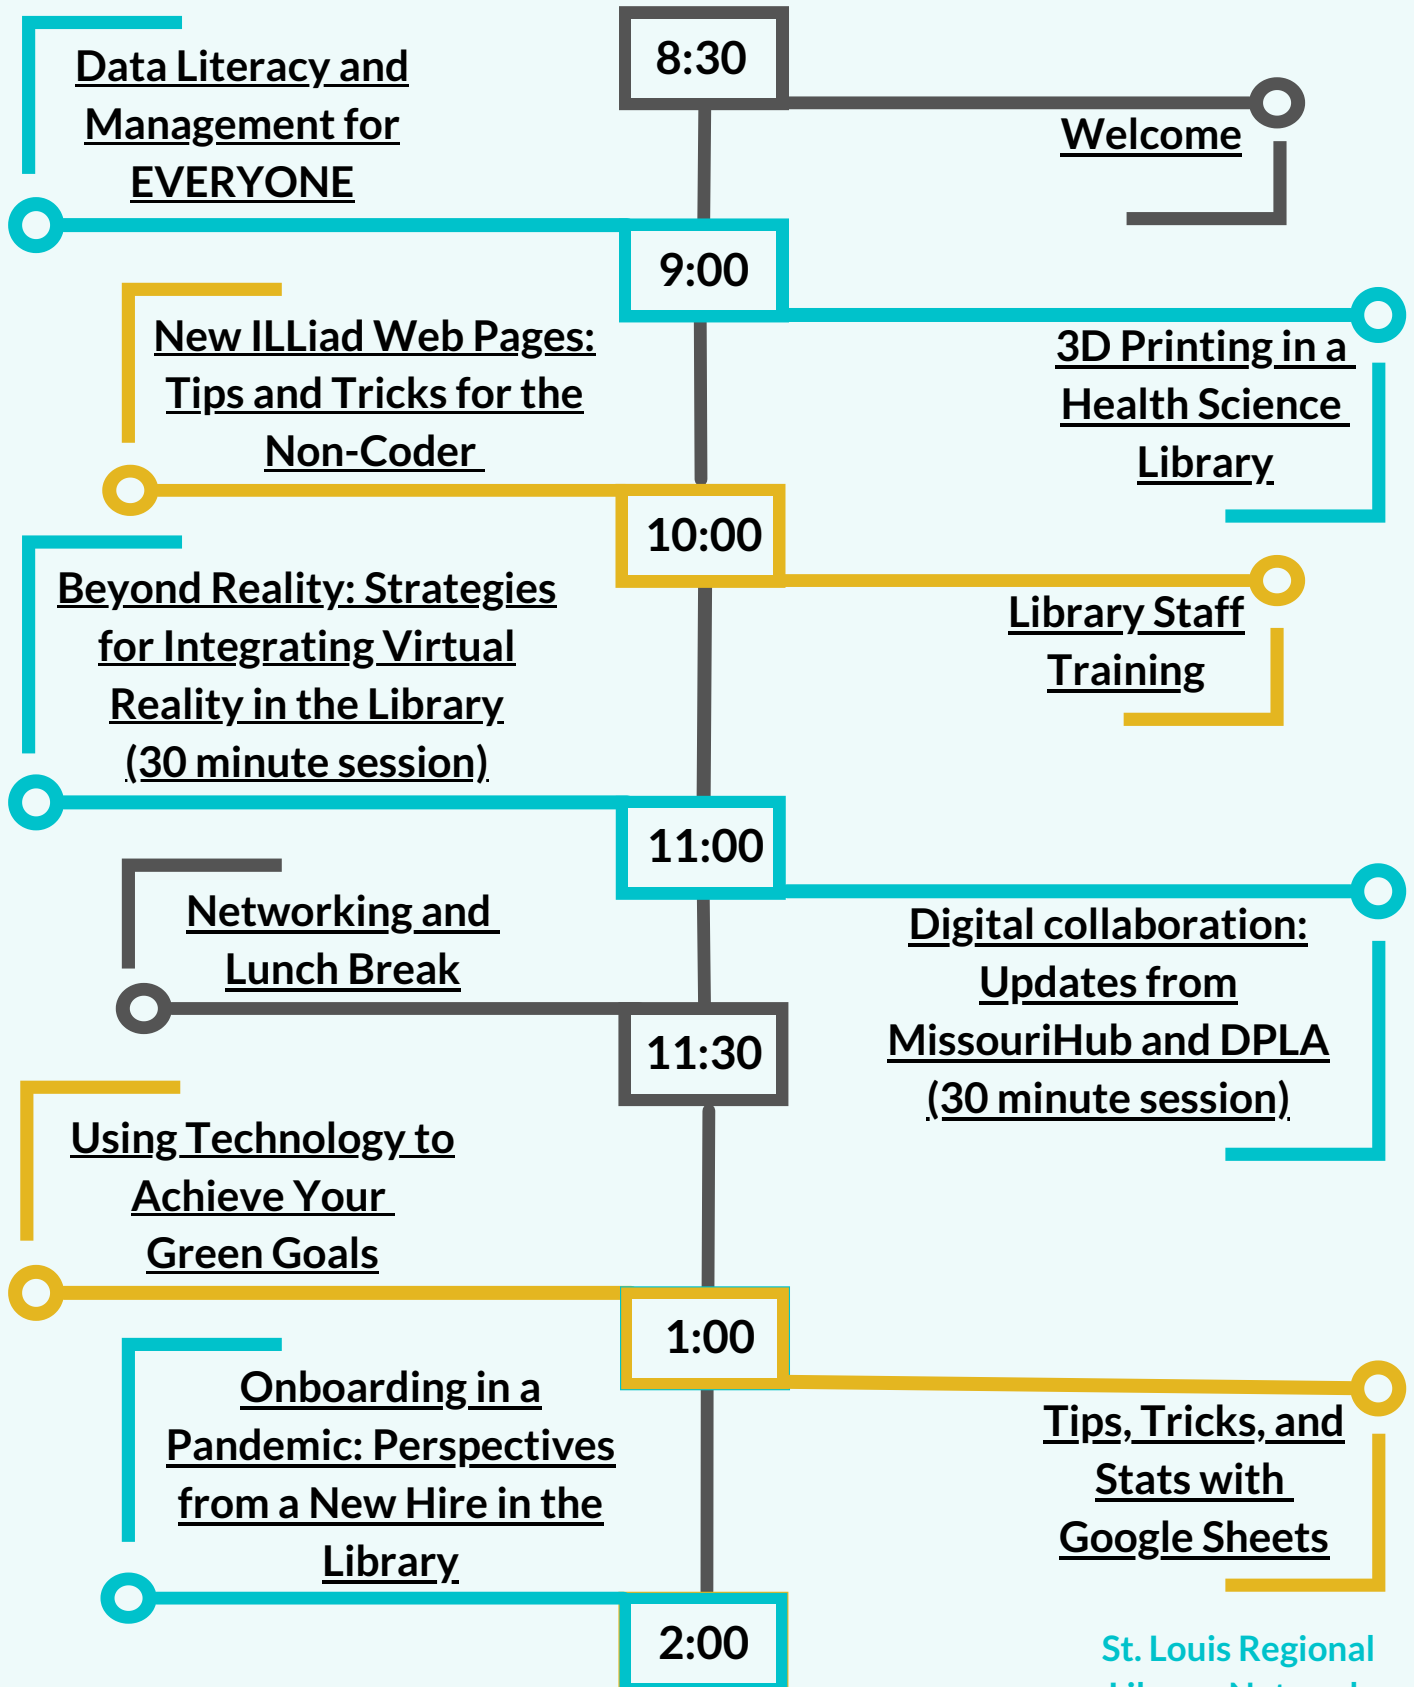 8:30
Welcome
Data Literacy and
Management for
EVERYONE
9:00
3D Printing in a
Health Science
Library
New ILLiad Web Pages:
Tips and Tricks for the
Non-Coder
10:00
Library Staff
Training
Beyond Reality: Strategies
for Integrating Virtual
Reality in the Library
(30 minute session)
11:00
Digital collaboration:
Updates from
MissouriHub and DPLA
(30 minute session)
Networking and
Lunch Break
11:30
Using Technology to
Achieve Your
Green Goals
1:00
Tips, Tricks, and
Stats with
Google Sheets
Onboarding in a
Pandemic: Perspectives
from a New Hire in the
Library
2:00
St. Louis Regional